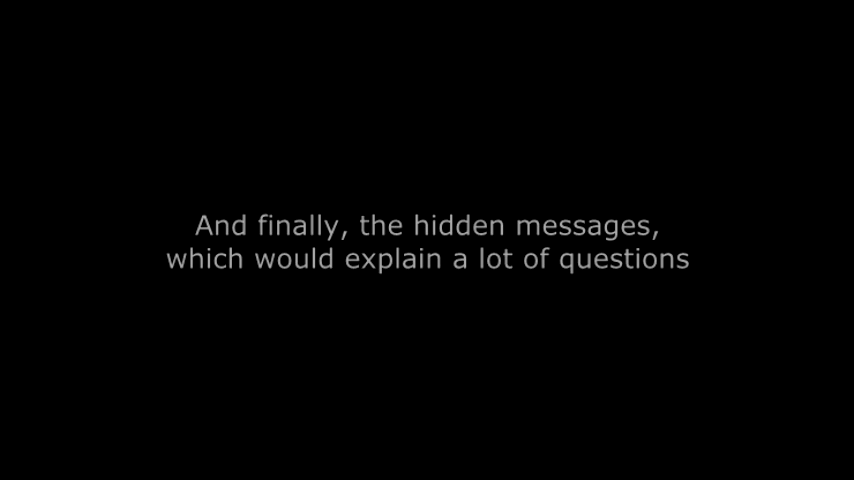 And finally, the hidden messages,
which would explain a lot of questions